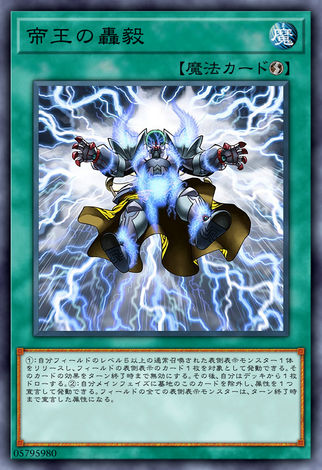 帝王の轟毅
魔
【魔法カード】
①:自分フィールドのレベル5以上の通常召喚された表側表示モンスター1体
をリリースし、フィールドの表側表示のカード1枚を対象として発動できる。そ
のカードの効果をターン終了時まで無効にする。その後、自分はデッキから1枚
ドローする。②:自分メインフェイズに墓地のこのカードを除外し、属性を1つ
宣言して発動できる。フィールドの全ての表側表示モンスターは、ターン終了時
まで宣言した属性になる。
05795980